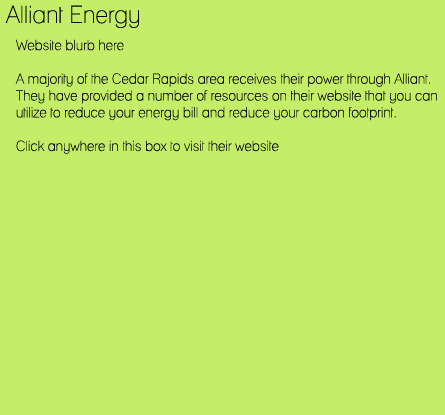 Alliant Energy
Website blurb here
A majority of the Cedar Rapids area receives their power through Alliant.
They have provided a number of resources on their website that you can
utilize to reduce your energy bill and reduce your carbon footprint.
Click anywhere in this box to visit their website